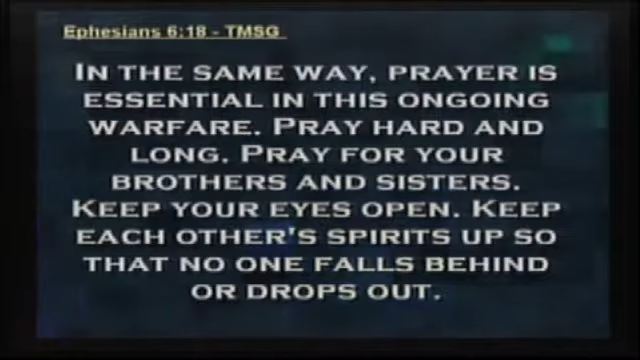 Ephesians 6:18 - TMSG
In the same way, prayer is
essential in this ongoing
warfare. Pray hard and
long. Pray for your
brothers and sisters.
Keep your eyes open. Keep
each other's spirits up so
that no one falls behind
or drops out.